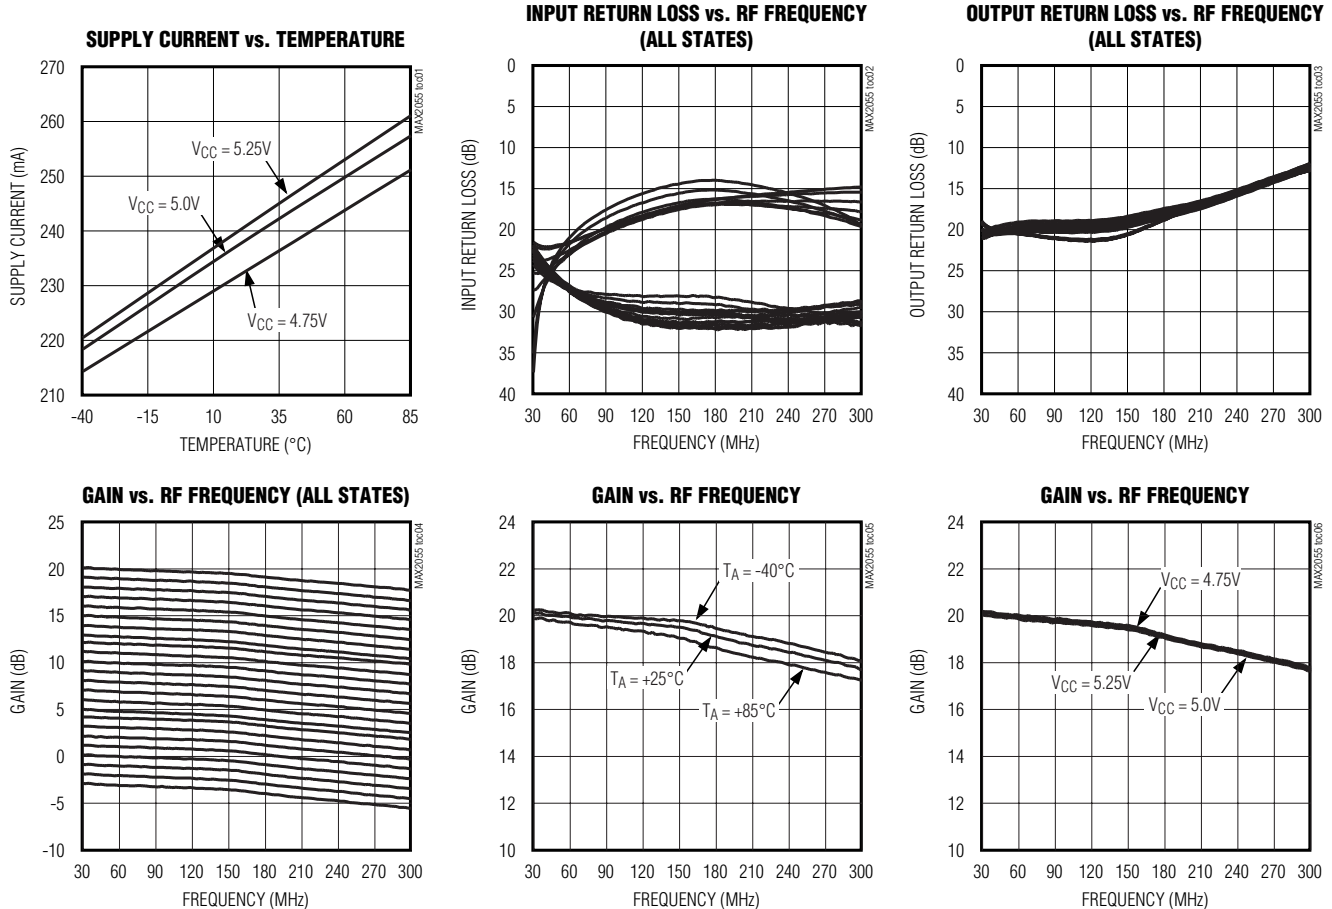 SUPPLY CURRENT vs. TEMPERATURE
270
260
250
240
230
220
210
SUPPLY CURRENT (mA)
VCC = 5.25V
VCC = 5.0V
VCC = 4.75V
-40 -15 10 35 60 85
TEMPERATURE (°C)
MAX2055 toc01
INPUT RETURN LOSS vs. RF FREQUENCY
(ALL STATES)
0
5
10
15
20
25
30
35
40
INPUT RETURN LOSS (dB)
30 60 90 120 150 180 210 240 270 300
FREQUENCY (MHz)
MAX2055 toc02
OUTPUT RETURN LOSS vs. RF FREQUENCY
(ALL STATES)
0
5
10
15
20
25
30
35
40
OUTPUT RETURN LOSS (dB)
30 60 90 120 150 180 210 240 270 300
FREQUENCY (MHz)
MAX2055 toc03
GAIN vs. RF FREQUENCY (ALL STATES)
25
20
15
10
5
0
-5
-10
GAIN (dB)
30 60 90 120 150 180 210 240 270 300
FREQUENCY (MHz)
MAX2055 toc04
GAIN vs. RF FREQUENCY
24
22
20
18
16
14
12
10
GAIN (dB)
TA = -40°C
TA = +25°C
TA = +85°C
30 60 90 120 150 180 210 240 270 300
FREQUENCY (MHz)
MAX2055 toc05
GAIN vs. RF FREQUENCY
24
22
20
18
16
14
12
10
GAIN (dB)
VCC = 4.75V
VCC = 5.25V
VCC = 5.0V
30 60 90 120 150 180 210 240 270 300
FREQUENCY (MHz)
MAX2055 toc06